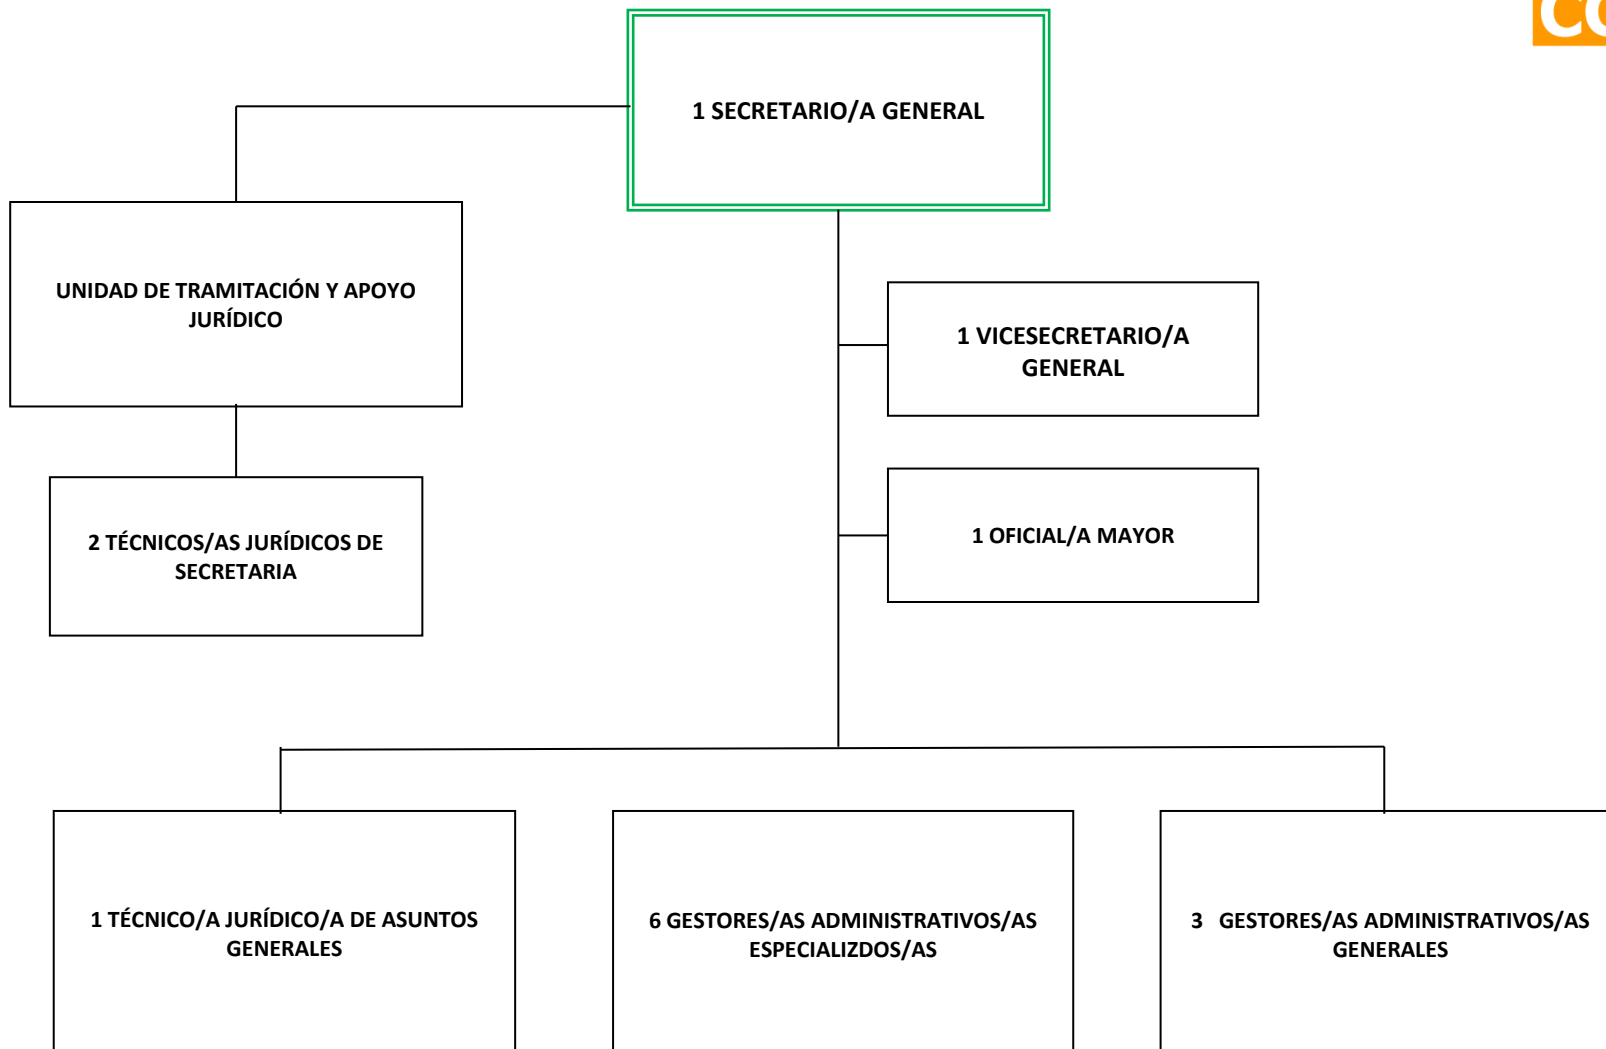 CO
1 SECRETARIO/A GENERAL
UNIDAD DE TRAMITACIÓN Y APOYO
JURÍDICO
1 VICESECRETARIO/A
GENERAL
2 TÉCNICOS/AS JURÍDICOS DE
SECRETARIA
1 OFICIAL/A MAYOR
1 TÉCNICO/A JURÍDICO/A DE ASUNTOS
GENERALES
6 GESTORES/AS ADMINISTRATIVOS/AS
ESPECIALIZDOS/AS
3 GESTORES/AS ADMINISTRATIVOS/AS
GENERALES